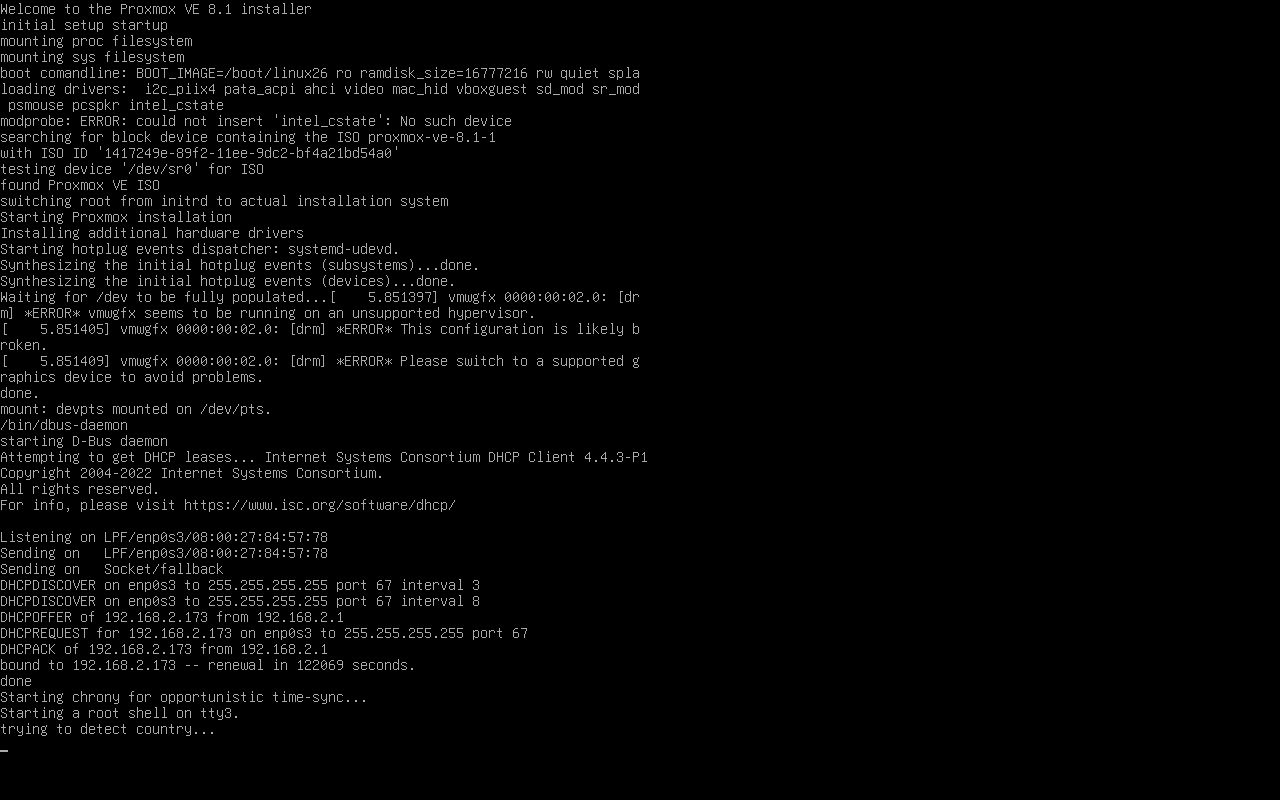 Welcome to the Proxmox VE 8.1 installer
initial setup startup
mounting proc filesystem
mounting sys filesystem
boot comandline: BOOT_IMAGE=/boot/linux26 ro ramdisk_size=16777216 rw quiet spla
loading drivers:  i2c_piix4 pata_acpi ahci video mac_hid vboxguest sd_mod sr_mod
 psmouse pcspkr intel_cstate
modprobe: ERROR: could not insert 'intel_cstate': No such device
searching for block device containing the ISO proxmox-ve-8.1-1
with ISO ID '1417249e-89f2-11ee-9dc2-bf4a21bd54a0'
testing device '/dev/sr0' for ISO
found Proxmox VE ISO
switching root from initrd to actual installation system
Starting Proxmox installation
Installing additional hardware drivers
Starting hotplug events dispatcher: systemd-udevd.
Synthesizing the initial hotplug events (subsystems)...done.
Synthesizing the initial hotplug events (devices)...done.
Waiting for /dev to be fully populated...[    5.851397] vmwgfx 0000:00:02.0: [dr
m] *ERROR* vmwgfx seems to be running on an unsupported hypervisor.
[    5.851405] vmwgfx 0000:00:02.0: [drm] *ERROR* This configuration is likely b
roken.
[    5.851409] vmwgfx 0000:00:02.0: [drm] *ERROR* Please switch to a supported g
raphics device to avoid problems.
done.
mount: devpts mounted on /dev/pts.
/bin/dbus-daemon
starting D-Bus daemon
Attempting to get DHCP leases... Internet Systems Consortium DHCP Client 4.4.3-P1
Copyright 2004-2022 Internet Systems Consortium.
All rights reserved.
For info, please visit https://www.isc.org/software/dhcp/

Listening on LPF/enp0s3/08:00:27:84:57:78
Sending on   LPF/enp0s3/08:00:27:84:57:78
Sending on   Socket/fallback
DHCPDISCOVER on enp0s3 to 255.255.255.255 port 67 interval 3
DHCPDISCOVER on enp0s3 to 255.255.255.255 port 67 interval 8
DHCPOFFER of 192.168.2.173 from 192.168.2.1
DHCPREQUEST for 192.168.2.173 on enp0s3 to 255.255.255.255 port 67
DHCPACK of 192.168.2.173 from 192.168.2.1
bound to 192.168.2.173 -- renewal in 122069 seconds.
done
Starting chrony for opportunistic time-sync...
Starting a root shell on tty3.
trying to detect country...